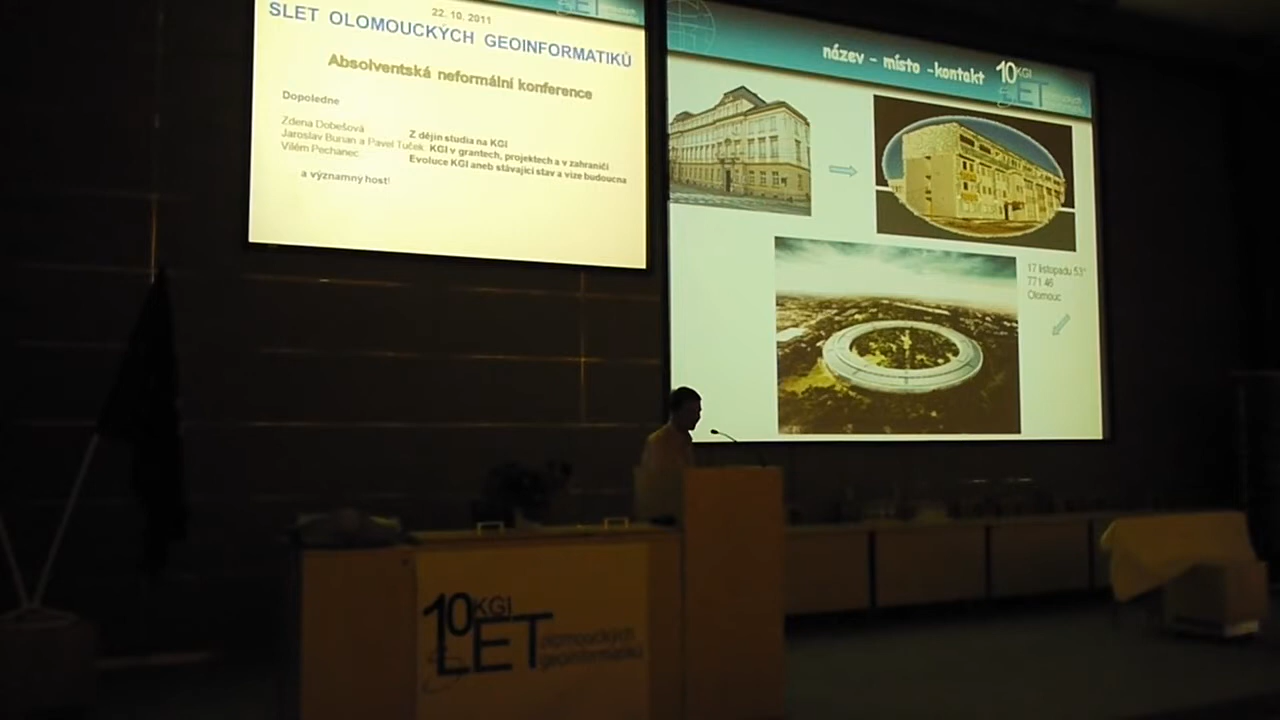 22. 10. 2011
SLET OLOMOUCKÝCH GEOINFORMATIKŮ
Absolventská neformální konference
Dopoledne
Zdena Dobešová Z dějin studia na KGI
Jaroslav Burian a Pavel Tuček KGI v grantech, projektech a v zahraničí
Vilém Pechanec Evoluce KGI aneb stávající stav a vize budoucna
a významný host!
název - místo -kontakt
10 KGI
LET
17 listopadu 53°
771 46
Olomouc
10 KGI
LET olomouckých
geoinformatiků